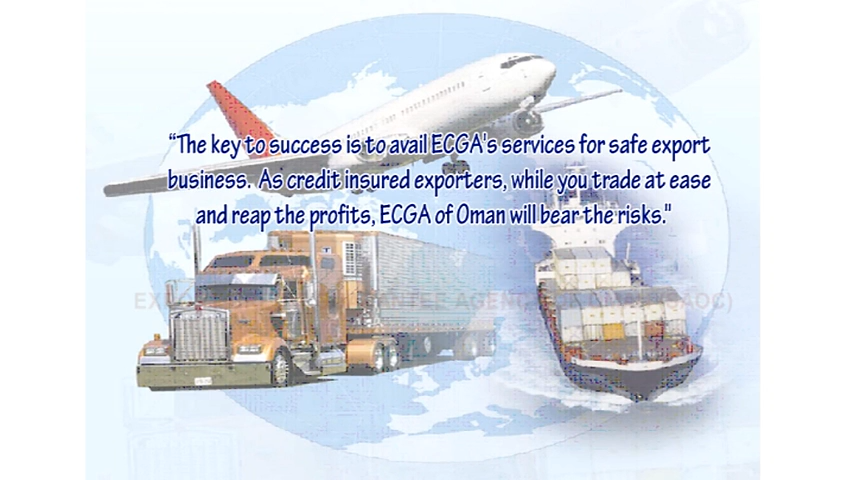 “The key to success is to avail ECGA's services for safe export
business. As credit insured exporters, while you trade at ease
and reap the profits, ECGA of Oman will bear the risks."